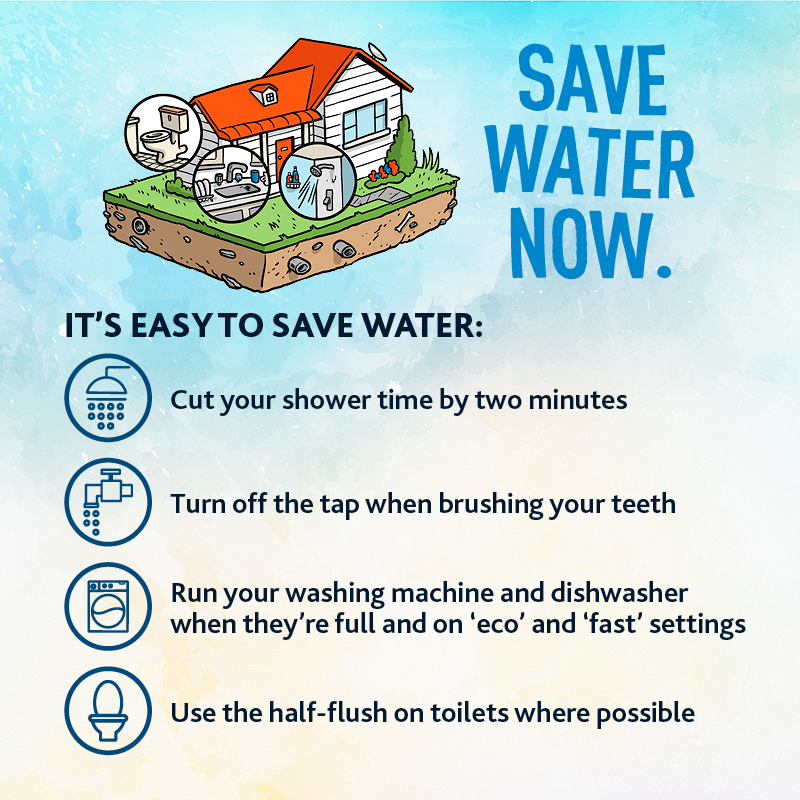 SAVE
WATER
NOW.
IT'S EASY TO SAVE WATER:
Cut your shower time by two minutes
Turn off the tap when brushing your teeth
Run your washing machine and dishwasher
when they're full and on ‘eco’ and ‘fast’ settings
Use the half-flush on toilets where possible